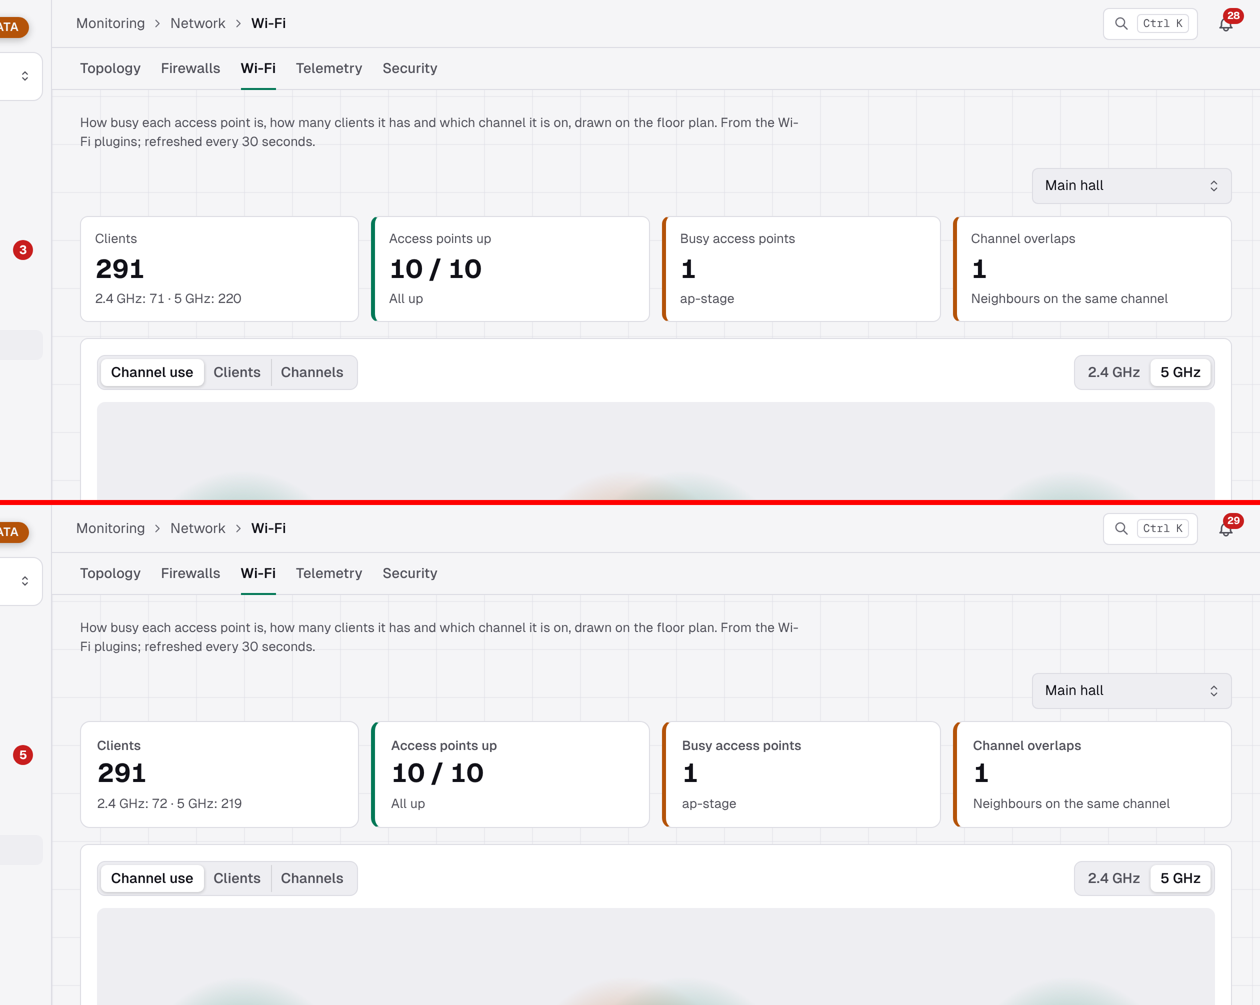 ATA
Monitoring > Network > Wi-Fi
Ctrl K
28
Topology Firewalls Wi-Fi Telemetry Security
How busy each access point is, how many clients it has and which channel it is on, drawn on the floor plan. From the Wi-
Fi plugins; refreshed every 30 seconds.
Main hall
3
Clients
291
2.4 GHz: 71 · 5 GHz: 220
Access points up
10 / 10
All up
Busy access points
1
ap-stage
Channel overlaps
1
Neighbours on the same channel
Channel use Clients Channels
2.4 GHz 5 GHz
ATA
Monitoring > Network > Wi-Fi
Ctrl K
29
Topology Firewalls Wi-Fi Telemetry Security
How busy each access point is, how many clients it has and which channel it is on, drawn on the floor plan. From the Wi-
Fi plugins; refreshed every 30 seconds.
Main hall
5
Clients
291
2.4 GHz: 72 · 5 GHz: 219
Access points up
10 / 10
All up
Busy access points
1
ap-stage
Channel overlaps
1
Neighbours on the same channel
Channel use Clients Channels
2.4 GHz 5 GHz